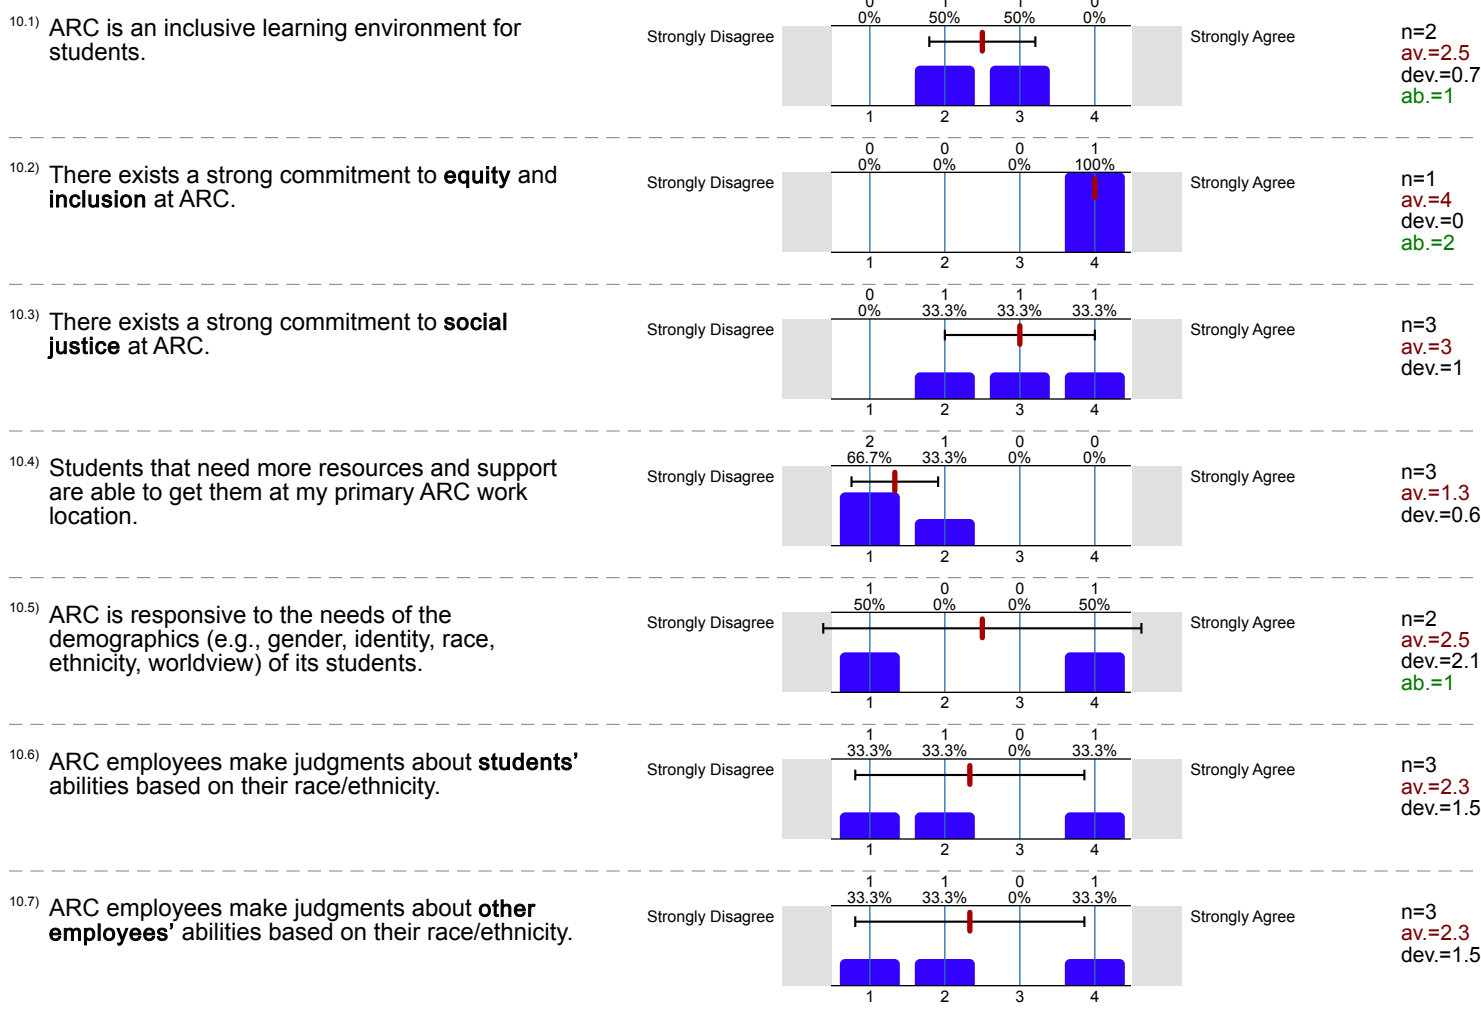 0 1 1 0
0% 50% 50% 0%
10.1) ARC is an inclusive learning environment for
students.
Strongly Disagree
Strongly Agree
n=2
av.=2.5
dev.=0.7
ab.=1
1 2 3 4
0 0 0 1
0% 0% 0% 100%
10.2) There exists a strong commitment to equity and
inclusion at ARC.
Strongly Disagree
Strongly Agree
n=1
av.=4
dev.=0
ab.=2
1 2 3 4
0 1 1 1
0% 33.3% 33.3% 33.3%
10.3) There exists a strong commitment to social
justice at ARC.
Strongly Disagree
Strongly Agree
n=3
av.=3
dev.=1
1 2 3 4
2 1 0 0
66.7% 33.3% 0% 0%
10.4) Students that need more resources and support
are able to get them at my primary ARC work
location.
Strongly Disagree
Strongly Agree
n=3
av.=1.3
dev.=0.6
1 2 3 4
1 0 0 1
50% 0% 0% 50%
10.5) ARC is responsive to the needs of the
demographics (e.g., gender, identity, race,
ethnicity, worldview) of its students.
Strongly Disagree
Strongly Agree
n=2
av.=2.5
dev.=2.1
ab.=1
1 2 3 4
1 1 0 1
33.3% 33.3% 0% 33.3%
10.6) ARC employees make judgments about students’
abilities based on their race/ethnicity.
Strongly Disagree
Strongly Agree
n=3
av.=2.3
dev.=1.5
1 2 3 4
1 1 0 1
33.3% 33.3% 0% 33.3%
10.7) ARC employees make judgments about other
employees’ abilities based on their race/ethnicity.
Strongly Disagree
Strongly Agree
n=3
av.=2.3
dev.=1.5
1 2 3 4